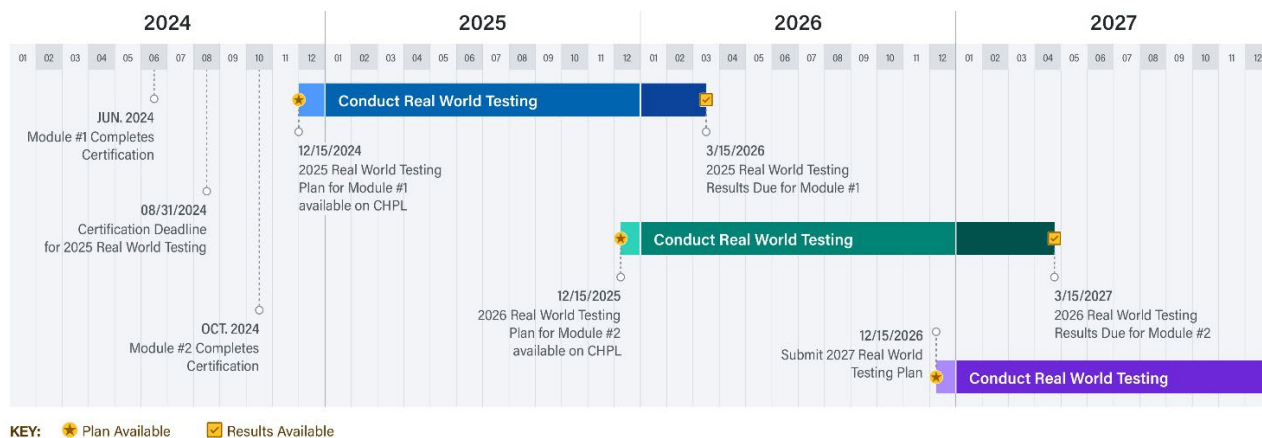 2024 2025 2026 2027
01 02 03 04 05 06 07 08 09 10 11 12 01 02 03 04 05 06 07 08 09 10 11 12 01 02 03 04 05 06 07 08 09 10 11 12 01 02 03 04 05 06 07 08 09 10 11 12
Conduct Real World Testing
JUN. 2024
Module #1 Completes
Certification
12/15/2024
2025 Real World Testing
Plan for Module #1
available on CHPL
3/15/2026
2025 Real World Testing
Results Due for Module #1
08/31/2024
Certification Deadline
for 2025 Real World Testing
Conduct Real World Testing
OCT. 2024
Module #2 Completes
Certification
12/15/2025
2026 Real World Testing
Plan for Module #2
available on CHPL
3/15/2027
2026 Real World Testing
Results Due for Module #2
12/15/2026
Submit 2027 Real World
Testing Plan
Conduct Real World Testing
KEY: Plan Available Results Available